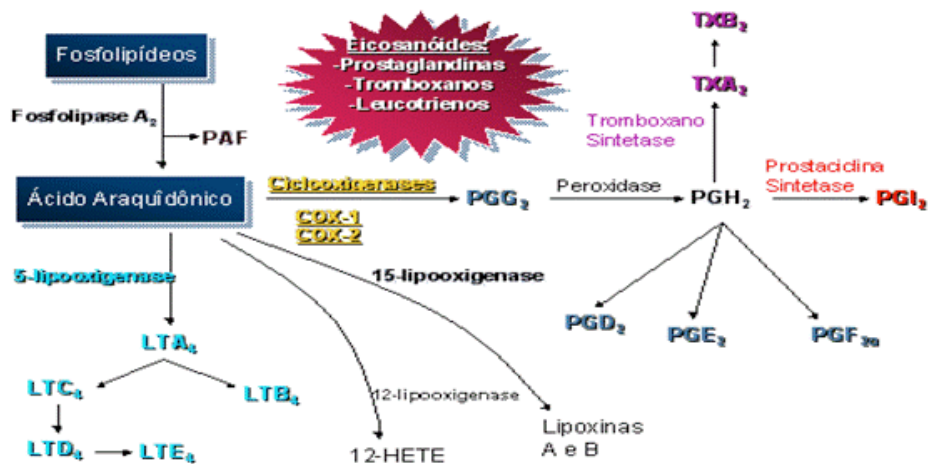 Fosfolipídeos
Fosfolipase A₂
PAF
Ácido Araquîdônico
Eicosanóides:
-Prostaglandinas
-Tromboxanos
-Leucotrienos
TXB₂
TXA₂
Tromboxano
Sintetase
Ciclooxigenases
COX-1
COX-2
PGG₂
Peroxidase
PGH₂
Prostaciclina
Sintetase
PGI₂
PGD₂
PGE₂
PGF₂α
5-lipooxigenase
15-lipooxigenase
12-lipooxigenase
LTA₄
LTC₄
LTB₄
LTD₄
LTE₄
12-HETE
Lipoxinas
A e B